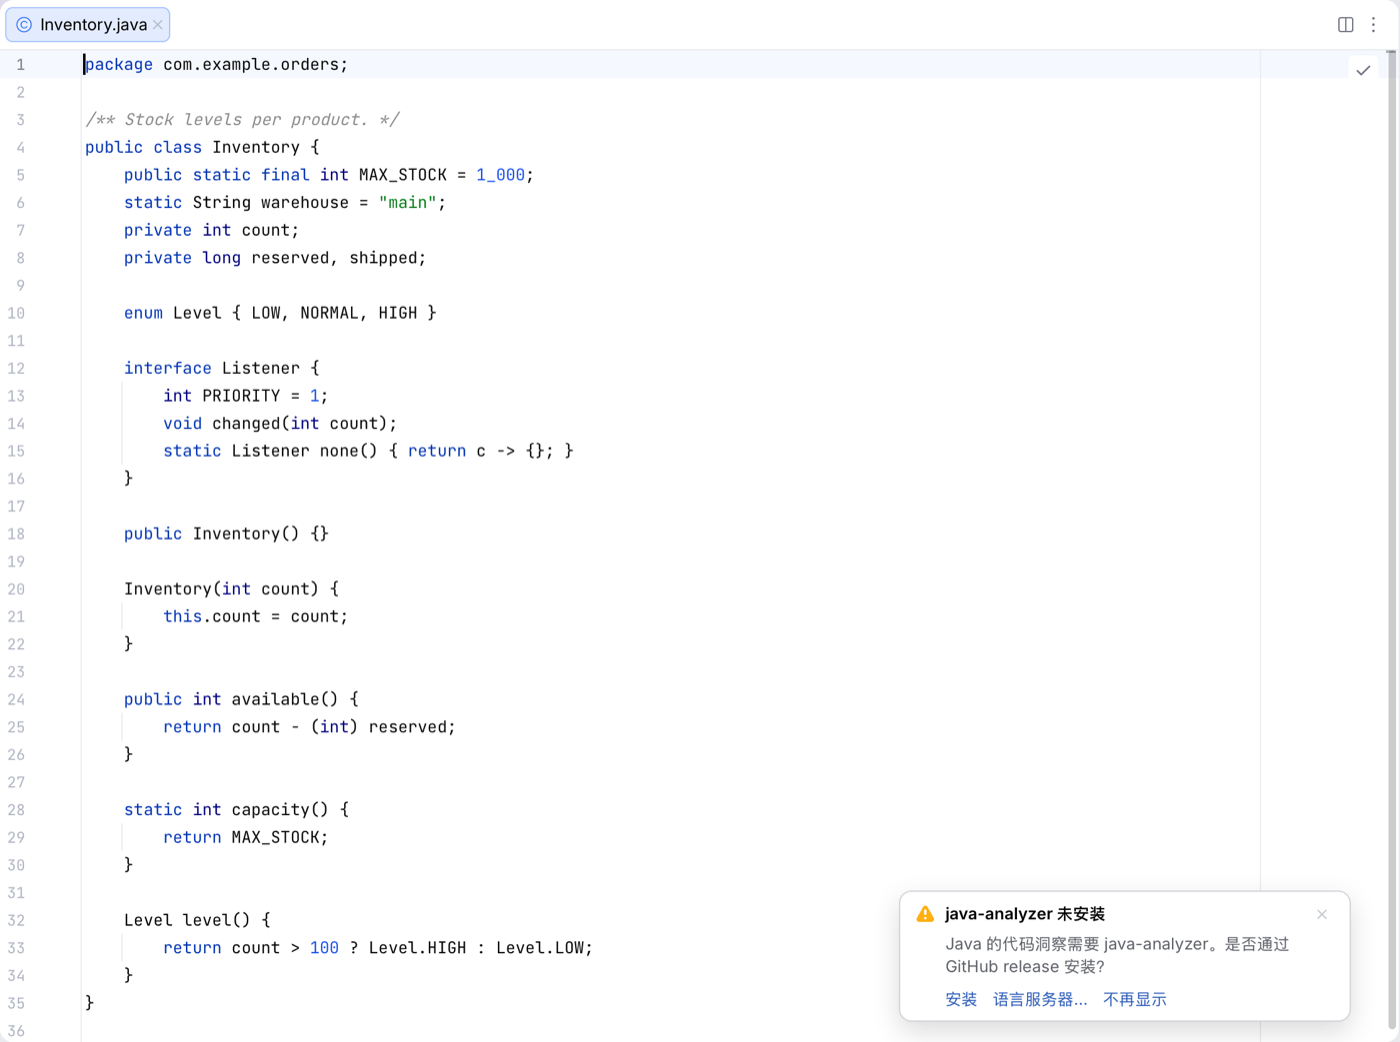 Inventory.java
1 package com.example.orders;
2
3 /** Stock levels per product. */
4 public class Inventory {
5     public static final int MAX_STOCK = 1_000;
6     static String warehouse = "main";
7     private int count;
8     private long reserved, shipped;
9
10     enum Level { LOW, NORMAL, HIGH }
11
12     interface Listener {
13         int PRIORITY = 1;
14         void changed(int count);
15         static Listener none() { return c -> {}; }
16     }
17
18     public Inventory() {}
19
20     Inventory(int count) {
21         this.count = count;
22     }
23
24     public int available() {
25         return count - (int) reserved;
26     }
27
28     static int capacity() {
29         return MAX_STOCK;
30     }
31
32     Level level() {
33         return count > 100 ? Level.HIGH : Level.LOW;
34     }
35 }
36
java-analyzer 未安装
Java 的代码洞察需要 java-analyzer。是否通过
GitHub release 安装?
安装 语言服务器... 不再显示